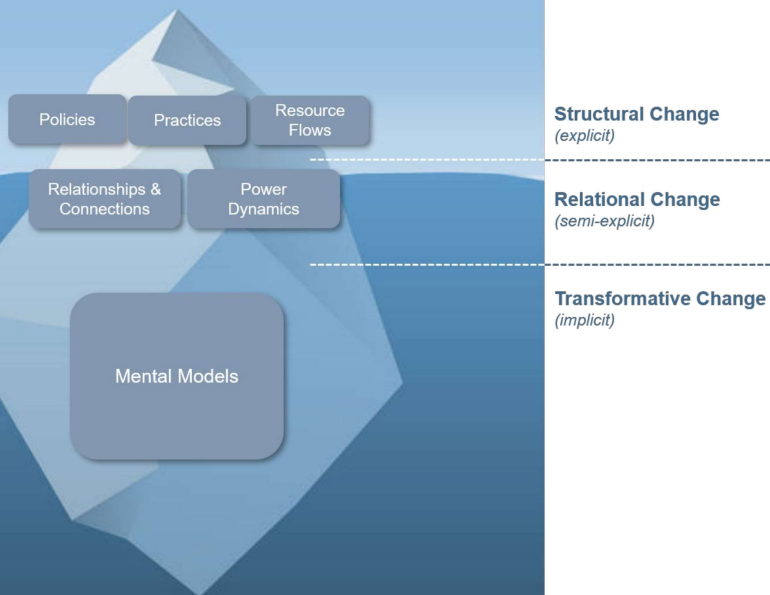 Policies
Practices
Resource
Flows
Structural Change
(explicit)
Relationships &
Connections
Power
Dynamics
Relational Change
(semi-explicit)
Mental Models
Transformative Change
(implicit)